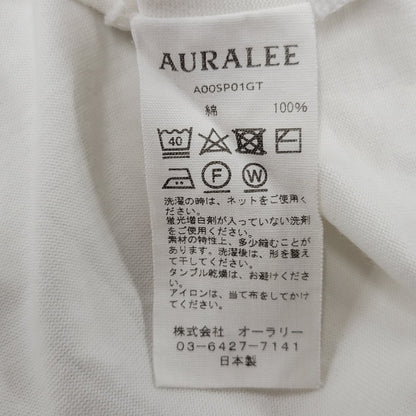 AURALEE
A00SP01GT
綿 100%
40
F W
洗濯の時は、ネットをご使用く
ださい。
蛍光増白剤が入っていない洗剤
をご使用ください。
素材の特性上、多少縮むことが
あります。洗濯後は、形を整え
て干してください。
タンブル乾燥は、お避けくださ
い。
アイロンは、当て布をしてかけ
てください。
株式会社 オーラリー
03-6427-7141
日本製